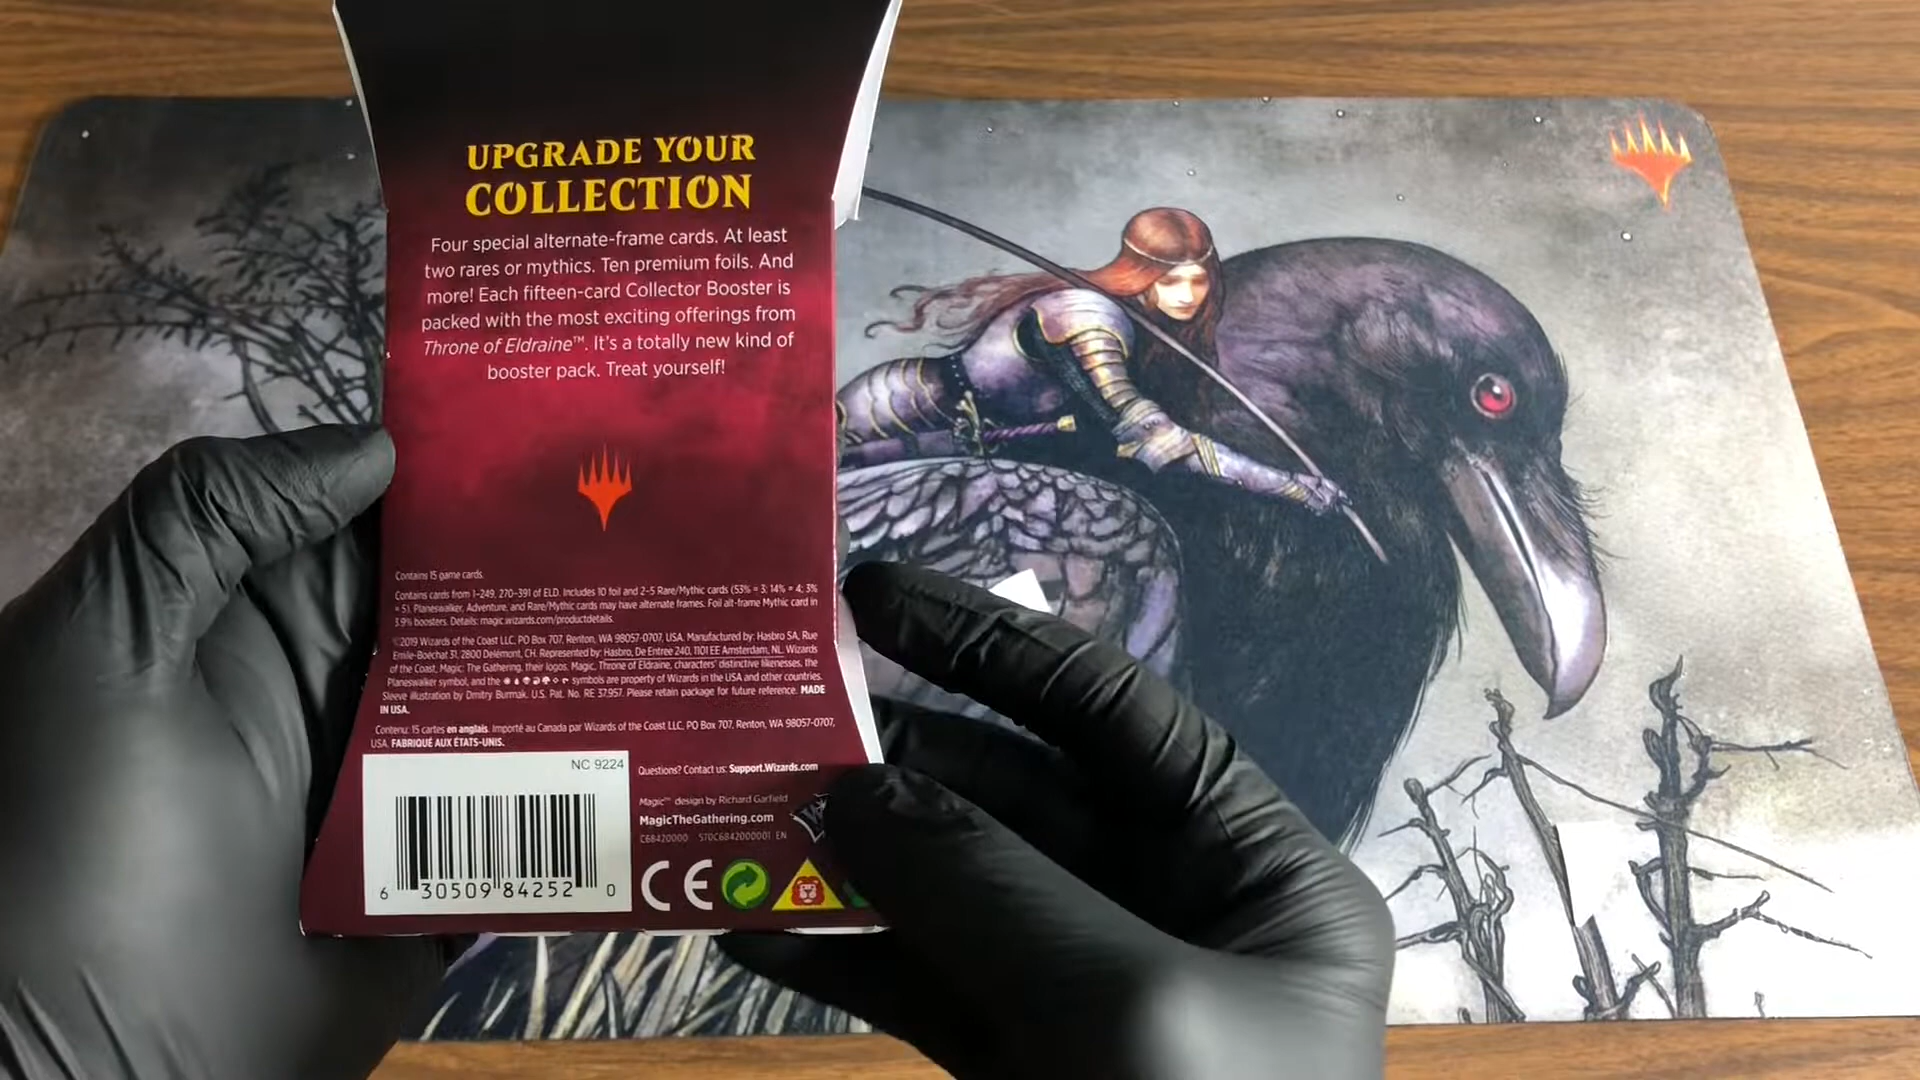 UPGRADE YOUR
COLLECTION
Four special alternate-frame cards. At least
two rares or mythics. Ten premium foils. And
more! Each fifteen-card Collector Booster is
packed with the most exciting offerings from
Throne of Eldraine™. It's a totally new kind of
booster pack. Treat yourself!
Contains 15 game cards.
Contains cards from 1-249, 270-391 of ELD. Includes 10 foil and 2-5 Rare/Mythic cards (53% = 3; 14% = 4; 3%
= 5). Planeswalker, Adventure, and Rare/Mythic cards may have alternate frames. Foil alt-frame Mythic card in
3.9% boosters. Details: magic.wizards.com/productdetails.
©2019 Wizards of the Coast LLC, PO Box 707, Renton, WA 98057-0707, USA. Manufactured by: Hasbro SA, Rue
Emile-Boéchat 31, 2800 Delémont, CH. Represented by: Hasbro, De Entree 240, 1101 EE Amsterdam, NL. Wizards
of the Coast, Magic: The Gathering, their logos, Magic, Throne of Eldraine, characters' distinctive likenesses, the
Planeswalker symbol, and the symbols are property of Wizards in the USA and other countries.
Sleeve illustration by Dmitry Burmak. U.S. Pat. No. RE 37,957. Please retain package for future reference. MADE
IN USA.
Contenu: 15 cartes en anglais. Importé au Canada par Wizards of the Coast LLC, PO Box 707, Renton, WA 98057-0707,
USA. FABRIQUÉ AUX ÉTATS-UNIS.
NC 9224
Questions? Contact us: Support.Wizards.com
Magic™ design by Richard Garfield
MagicTheGathering.com
C68420000 570C6842000001 EN
6 30509 84252 0
CE